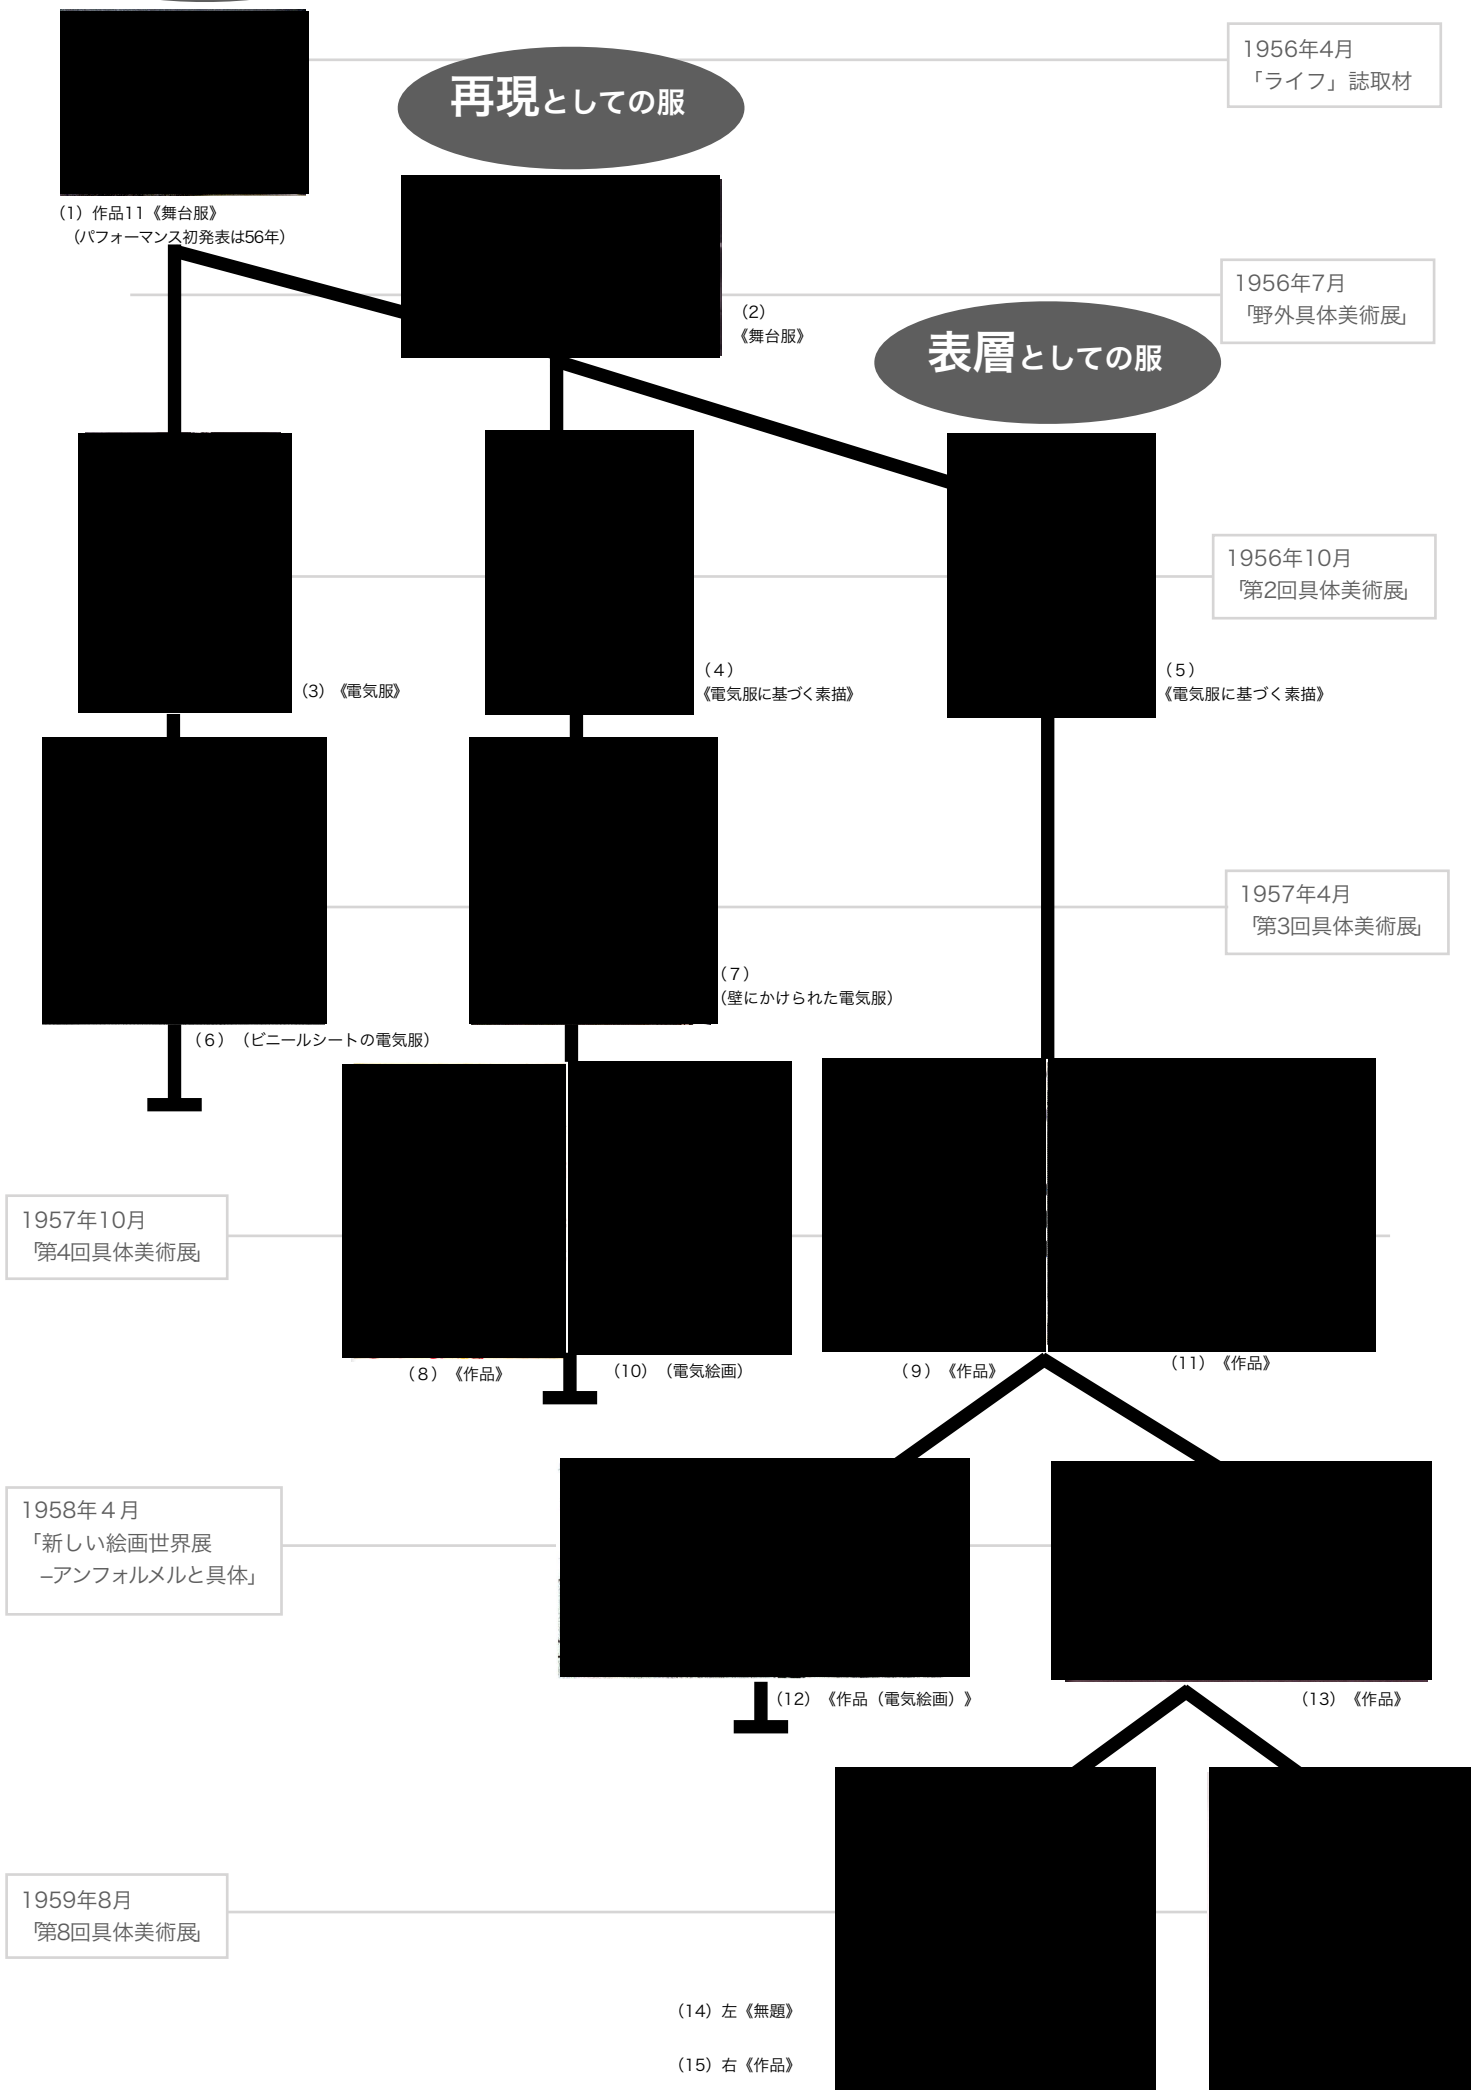 1956年4月
「ライフ」誌取材
再現としての服
(1)作品11《舞台服》
(パフォーマンス初発表は56年)
1956年7月
「野外具体美術展」
(2)
《舞台服》
表層としての服
1956年10月
「第2回具体美術展」
(3)《電気服》
(4)
《電気服に基づく素描》
(5)
《電気服に基づく素描》
1957年4月
「第3回具体美術展」
(7)
(壁にかけられた電気服)
(6)(ビニールシートの電気服)
1957年10月
「第4回具体美術展」
(8)《作品》
(10)(電気絵画)
(9)《作品》
(11)《作品》
1958年4月
「新しい絵画世界展
–アンフォルメルと具体」
(12)《作品(電気絵画)》
(13)《作品》
1959年8月
「第8回具体美術展」
(14)左《無題》
(15)右《作品》